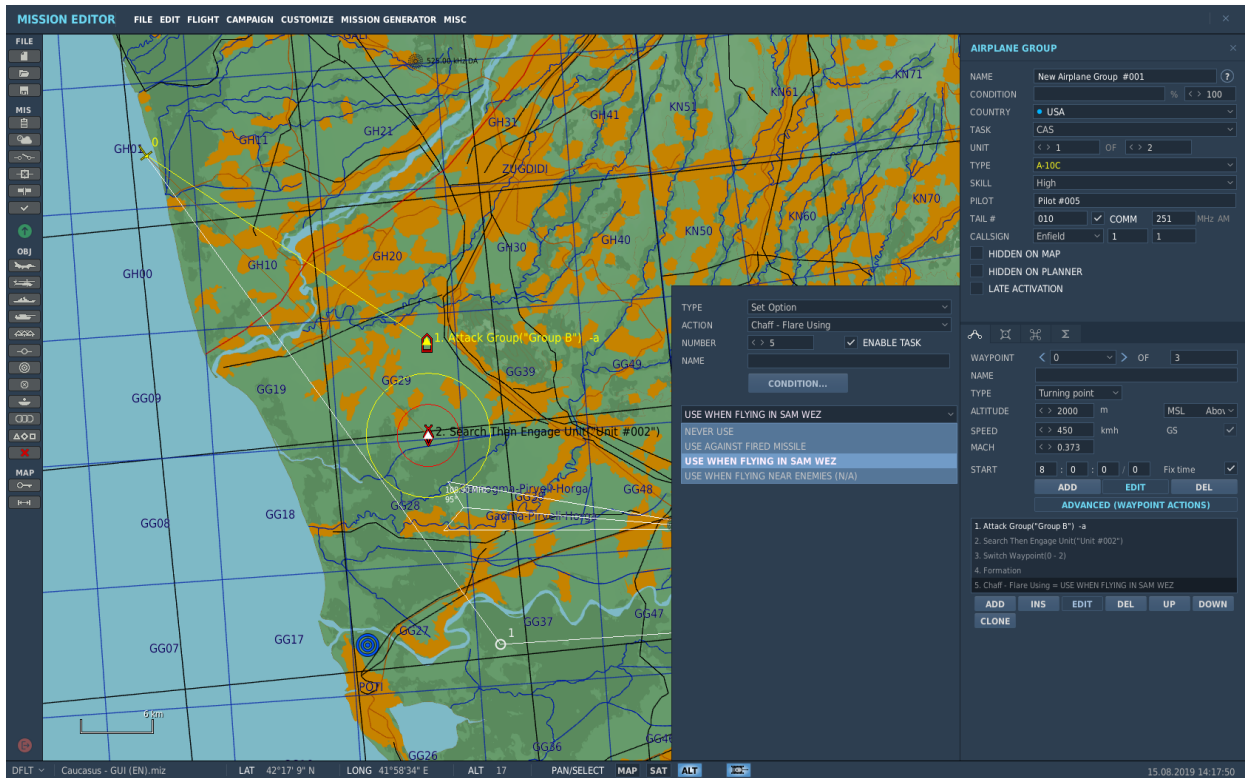 MISSION EDITOR FILE EDIT FLIGHT CAMPAIGN CUSTOMIZE MISSION GENERATOR MISC
FILE
MIS
OBJ
MAP
525.00 kHz DA
KN71
KN61
KN51
GH41
GH31
GH21
GH11
GH01
0
ZUGDIDI
KN70
KN60
KN50
GH40
GH30
GH20
GH10
GH00
1. Attack Group("Group B") -a
GG49
GG39
GG29
GG19
GG09
2. Search Then Engage Unit("Unit #002")
GG48
GG28
95°
Gagma-Pirveli-Horga
GG18
GG08
GG47
GG37
GG27
GG17
GG07
1
POTI
6 km
GG36
GG26
AIRPLANE GROUP
NAME New Airplane Group #001 ?
CONDITION % < > 100
COUNTRY USA
TASK CAS
UNIT < > 1 OF < > 2
TYPE A-10C
SKILL High
PILOT Pilot #005
TAIL # 010 COMM 251 MHz AM
CALLSIGN Enfield 1 1
HIDDEN ON MAP
HIDDEN ON PLANNER
LATE ACTIVATION
TYPE Set Option
ACTION Chaff - Flare Using
NUMBER < > 5 ENABLE TASK
NAME
CONDITION...
USE WHEN FLYING IN SAM WEZ
NEVER USE
USE AGAINST FIRED MISSILE
USE WHEN FLYING IN SAM WEZ
USE WHEN FLYING NEAR ENEMIES (N/A)
WAYPOINT < 0 > OF 3
NAME
TYPE Turning point
ALTITUDE < > 2000 m MSL Abov
SPEED < > 450 kmh GS
MACH < > 0.373
START 8 : 0 : 0 / 0 Fix time
ADD EDIT DEL
ADVANCED (WAYPOINT ACTIONS)
1. Attack Group("Group B") -a
2. Search Then Engage Unit("Unit #002")
3. Switch Waypoint(0 - 2)
4. Formation
5. Chaff - Flare Using = USE WHEN FLYING IN SAM WEZ
ADD INS EDIT DEL UP DOWN
CLONE
DFLT Caucasus - GUI (EN).miz LAT 42°17' 9" N LONG 41°58'34" E ALT 17 PAN/SELECT MAP SAT ALT 15.08.2019 14:17:50